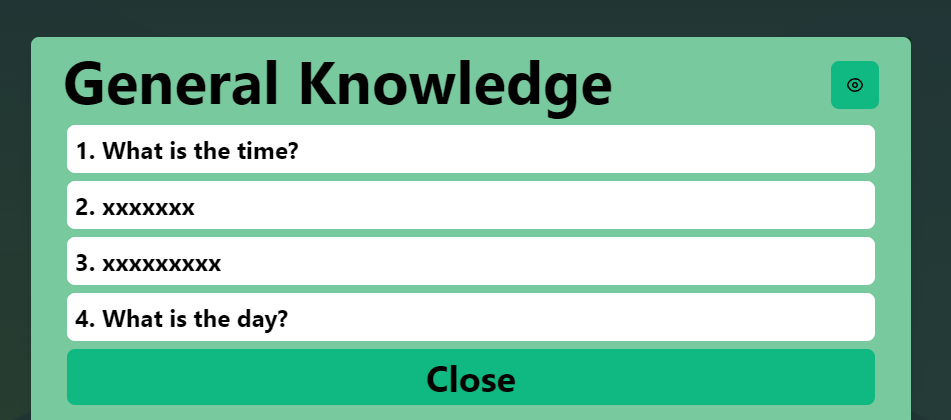 General Knowledge
1. What is the time?
2. xxxxxxx
3. xxxxxxxxx
4. What is the day?
Close